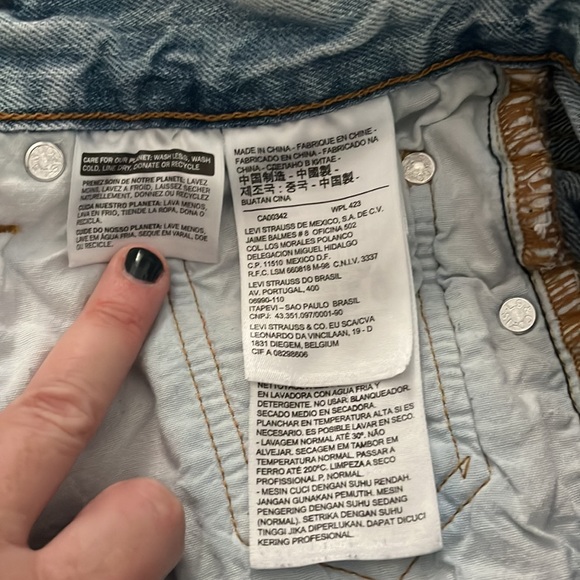 CARE FOR OUR PLANET: WASH LESS, WASH
COLD, LINE DRY, DONATE OR RECYCLE
PRENEZ SOIN DE NOTRE PLANETE: LAVEZ
MOINS, LAVEZ A FROID, LAISSEZ SECHER
NATURELLEMENT, DONNEZ OU RECYCLEZ
CUIDA NUESTRO PLANETA: LAVA MENOS,
LAVA EN FRIO, TIENDE LA ROPA, DONA O
RECICLA.
CUIDE DO NOSSO PLANETA: LAVE MENOS,
LAVE EM ÁGUA FRIA, SEQUE EM VARAL, DOE
OU RECICLE.
MADE IN CHINA - FABRIQUE EN CHINE -
FABRICADO EN CHINA - FABRICADO NA
CHINA - СДЕЛАНО В КИТАЕ -
中国制造 - 中國製 -
제조국: 중국 - 中国製 -
BUATAN CINA
CA00342 WPL 423
LEVI STRAUSS DE MEXICO, S.A. DE C.V.
JAIME BALMES # 8 OFICINA 502
COL. LOS MORALES POLANCO
DELEGACION MIGUEL HIDALGO
C.P. 11510 MEXICO D.F.
R.F.C. LSM 660818 M-98 C.N.I.V. 3337
LEVI STRAUSS DO BRASIL
AV. PORTUGAL, 400
06990-110
ITAPEVI - SAO PAULO BRASIL
CNPJ: 43.351.097/0001-90
LEVI STRAUSS & CO. EU SCA/CVA
LEONARDO DA VINCILAAN, 19 - D
1831 DIEGEM, BELGIUM
CIF A 08298806
EN LAVADORA CON AGUA FRIA Y
DETERGENTE. NO USAR BLANQUEADOR.
SECADO MEDIO EN SECADORA.
PLANCHAR EN TEMPERATURA ALTA SI ES
NECESARIO. ES POSIBLE LAVAR EN SECO.
- LAVAGEM NORMAL ATÉ 30º. NÃO
ALVEJAR. SECAGEM EM TAMBOR EM
TEMPERATURA NORMAL. PASSAR A
FERRO ATÉ 200ºC. LIMPEZA A SECO
PROFISSIONAL P, NORMAL.
- MESIN CUCI DENGAN SUHU RENDAH.
JANGAN GUNAKAN PEMUTIH. MESIN
PENGERING DENGAN SUHU SEDANG
(NORMAL). SETRIKA DENGAN SUHU
TINGGI JIKA DIPERLUKAN. DAPAT DICUCI
KERING PROFESIONAL.